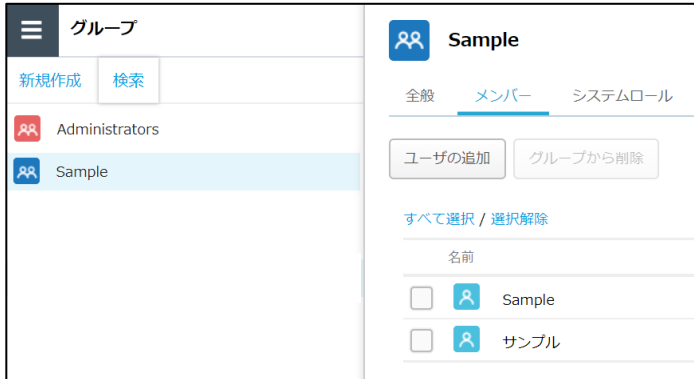 グループ
新規作成 検索
Administrators
Sample
Sample
全般 メンバー システムロール
ユーザの追加 グループから削除
すべて選択 / 選択解除
名前
Sample
サンプル